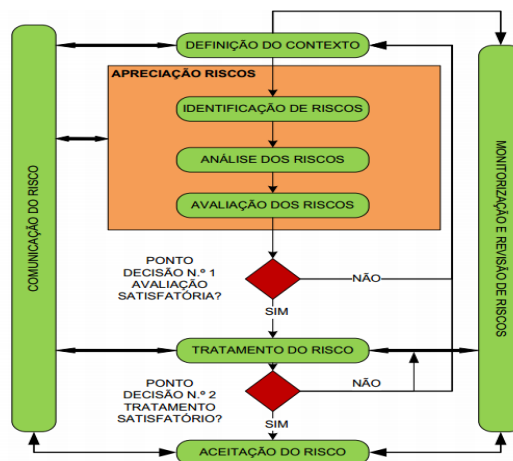 DEFINIÇÃO DO CONTEXTO
APRECIAÇÃO RISCOS
IDENTIFICAÇÃO DE RISCOS
ANÁLISE DOS RISCOS
AVALIAÇÃO DOS RISCOS
COMUNICAÇÃO DO RISCO
MONITORIZAÇÃO E REVISÃO DE RISCOS
PONTO
DECISÃO N.º 1
AVALIAÇÃO
SATISFATÓRIA?
NÃO
SIM
TRATAMENTO DO RISCO
PONTO
DECISÃO N.º 2
TRATAMENTO
SATISFATÓRIO?
NÃO
SIM
ACEITAÇÃO DO RISCO